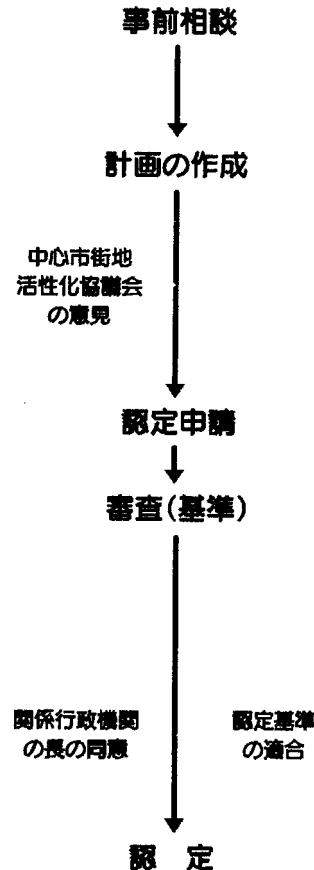 事前相談
計画の作成
中心市街地
活性化協議会
の意見
認定申請
審査(基準)
関係行政機関
の長の同意
認定基準
の適合
認 定